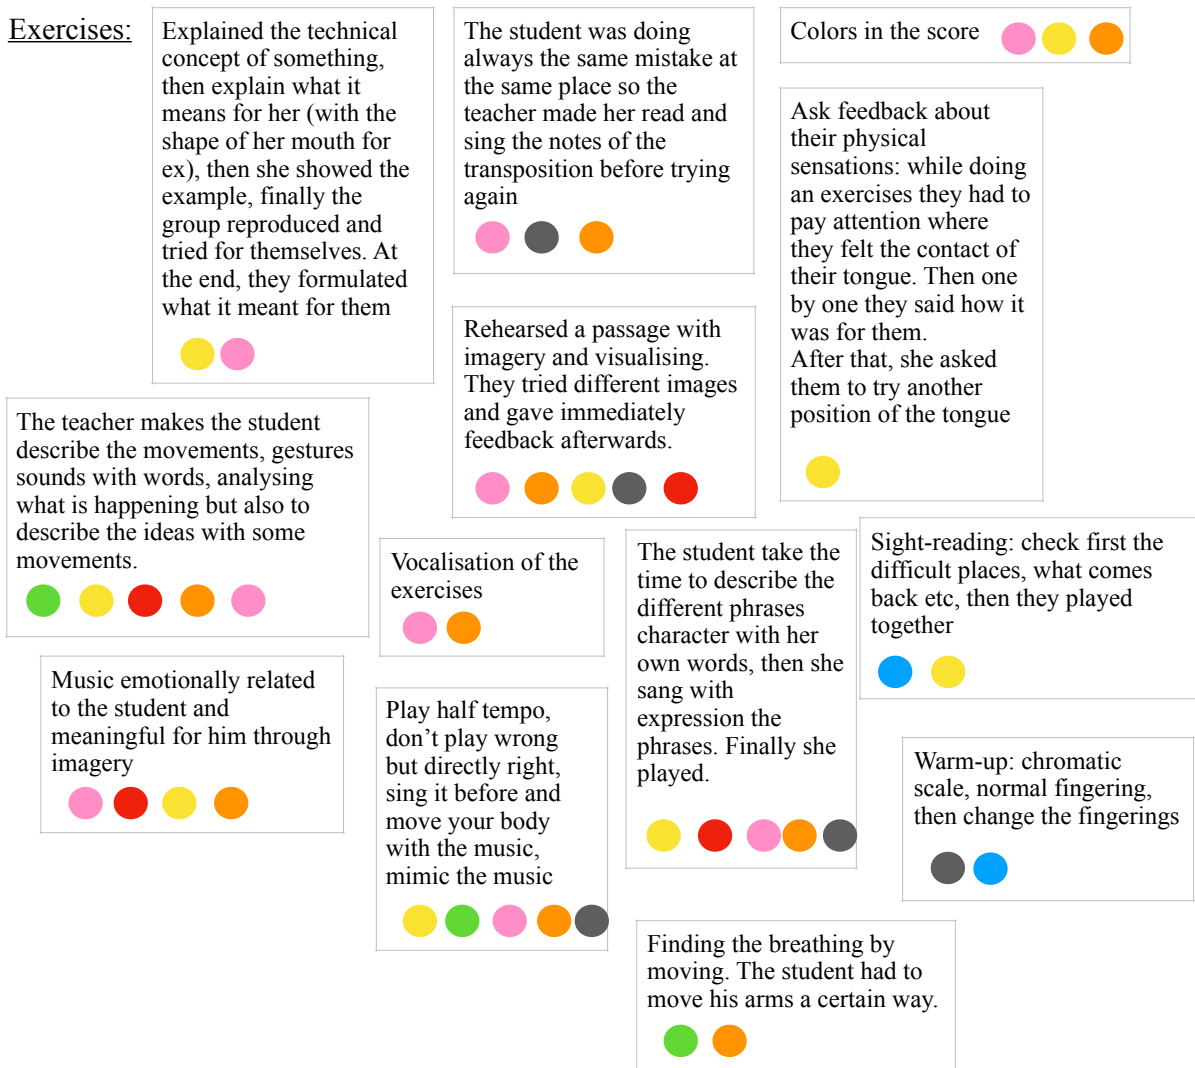 Exercises:
Explained the technical
concept of something,
then explain what it
means for her (with the
shape of her mouth for
ex), then she showed the
example, finally the
group reproduced and
tried for themselves. At
the end, they formulated
what it meant for them
The student was doing
always the same mistake at
the same place so the
teacher made her read and
sing the notes of the
transposition before trying
again
Colors in the score
Ask feedback about
their physical
sensations: while doing
an exercises they had to
pay attention where
they felt the contact of
their tongue. Then one
by one they said how it
was for them.
After that, she asked
them to try another
position of the tongue
Rehearsed a passage with
imagery and visualising.
They tried different images
and gave immediately
feedback afterwards.
The teacher makes the student
describe the movements, gestures
sounds with words, analysing
what is happening but also to
describe the ideas with some
movements.
Vocalisation of the
exercises
The student take the
time to describe the
different phrases
character with her
own words, then she
sang with
expression the
phrases. Finally she
played.
Sight-reading: check first the
difficult places, what comes
back etc, then they played
together
Music emotionally related
to the student and
meaningful for him through
imagery
Play half tempo,
don’t play wrong
but directly right,
sing it before and
move your body
with the music,
mimic the music
Warm-up: chromatic
scale, normal fingering,
then change the fingerings
Finding the breathing by
moving. The student had to
move his arms a certain way.